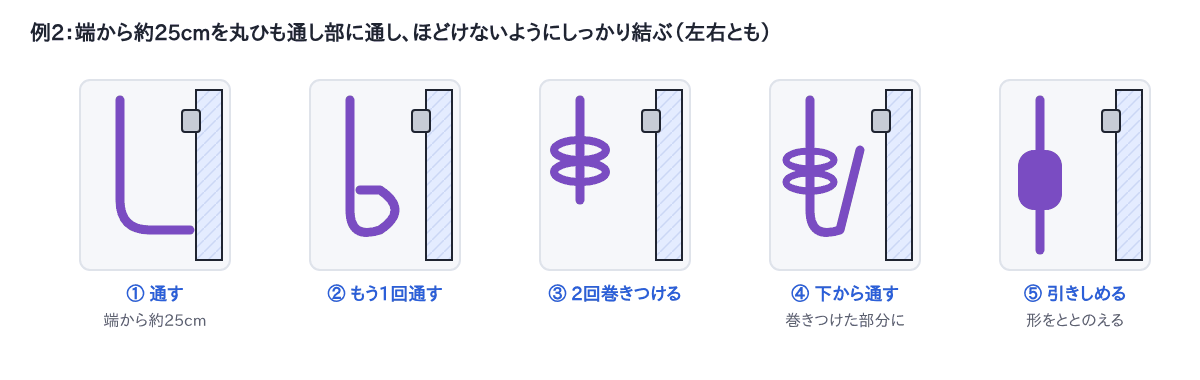 例2：端から約25cmを丸ひも通し部に通し、ほどけないようにしっかり結ぶ（左右とも）
① 通す
端から約25cm
② もう1回通す
③ 2回巻きつける
④ 下から通す
巻きつけた部分に
⑤ 引きしめる
形をととのえる